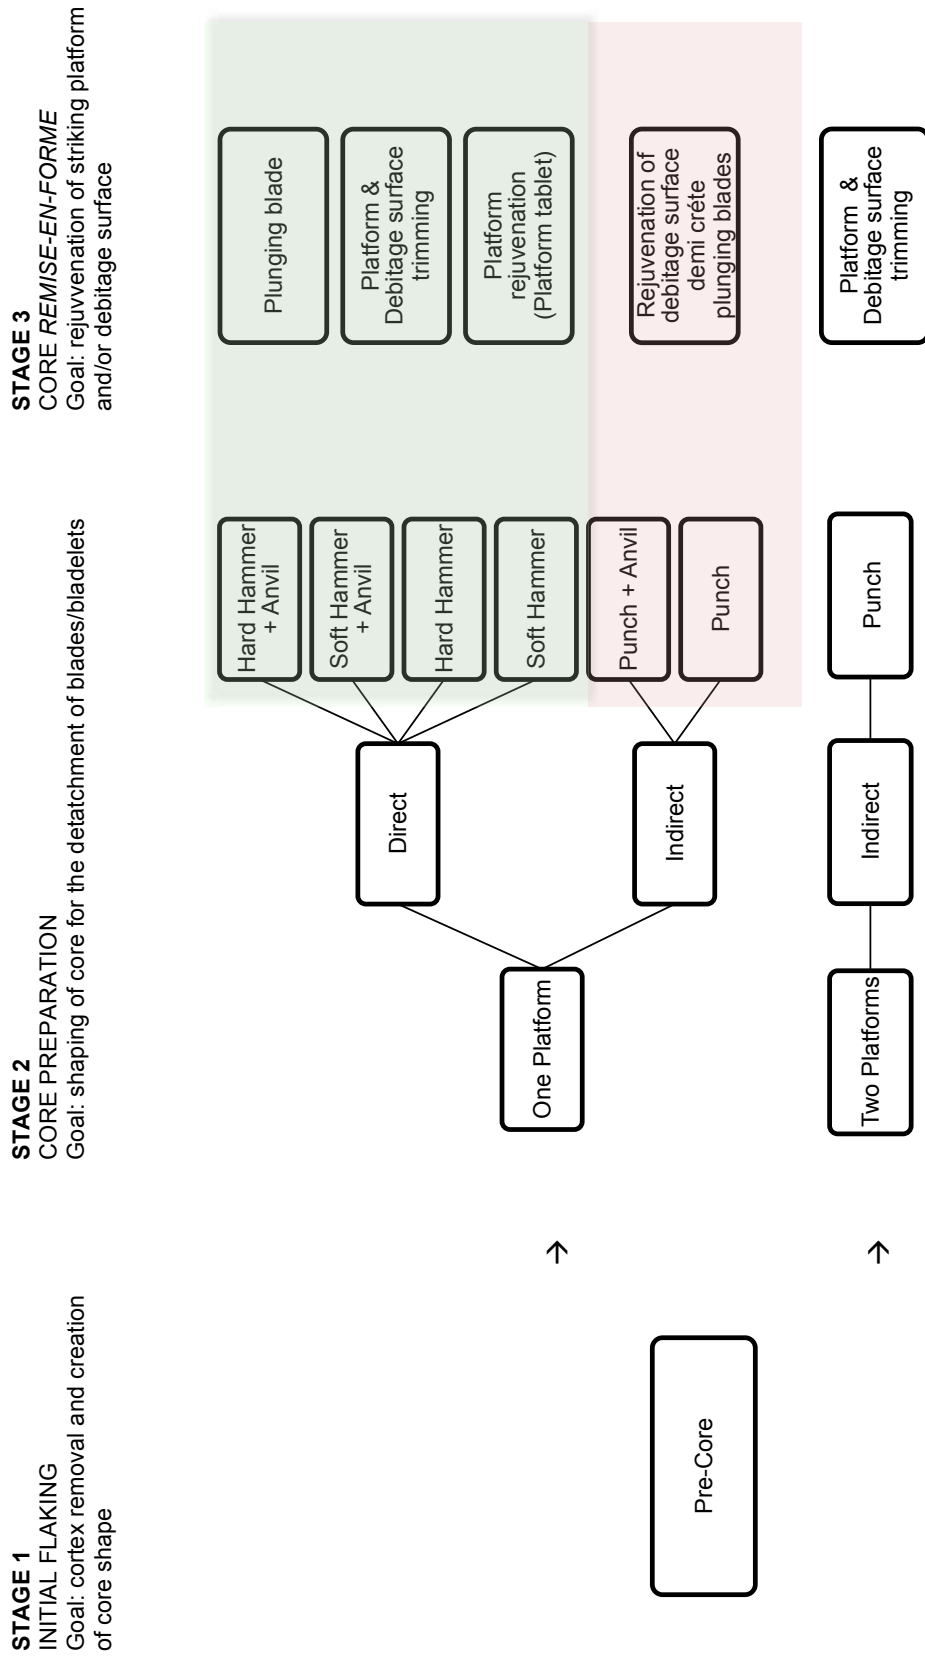 STAGE 1
INITIAL FLAKING
Goal: cortex removal and creation
of core shape
STAGE 2
CORE PREPARATION
Goal: shaping of core for the detatchment of blades/bladelets
STAGE 3
CORE REMISE-EN-FORME
Goal: rejuvvenation of striking platform
and/or debitage surface
Pre-Core
→
→
One Platform
Two Platforms
Direct
Indirect
Indirect
Hard Hammer
+ Anvil
Soft Hammer
+ Anvil
Hard Hammer
Soft Hammer
Punch + Anvil
Punch
Punch
Plunging blade
Platform &
Debitage surface
trimming
Platform
rejuvenation
(Platform tablet)
Rejuvenation of
debitage surface
demi créte
plunging blades
Platform &
Debitage surface
trimming